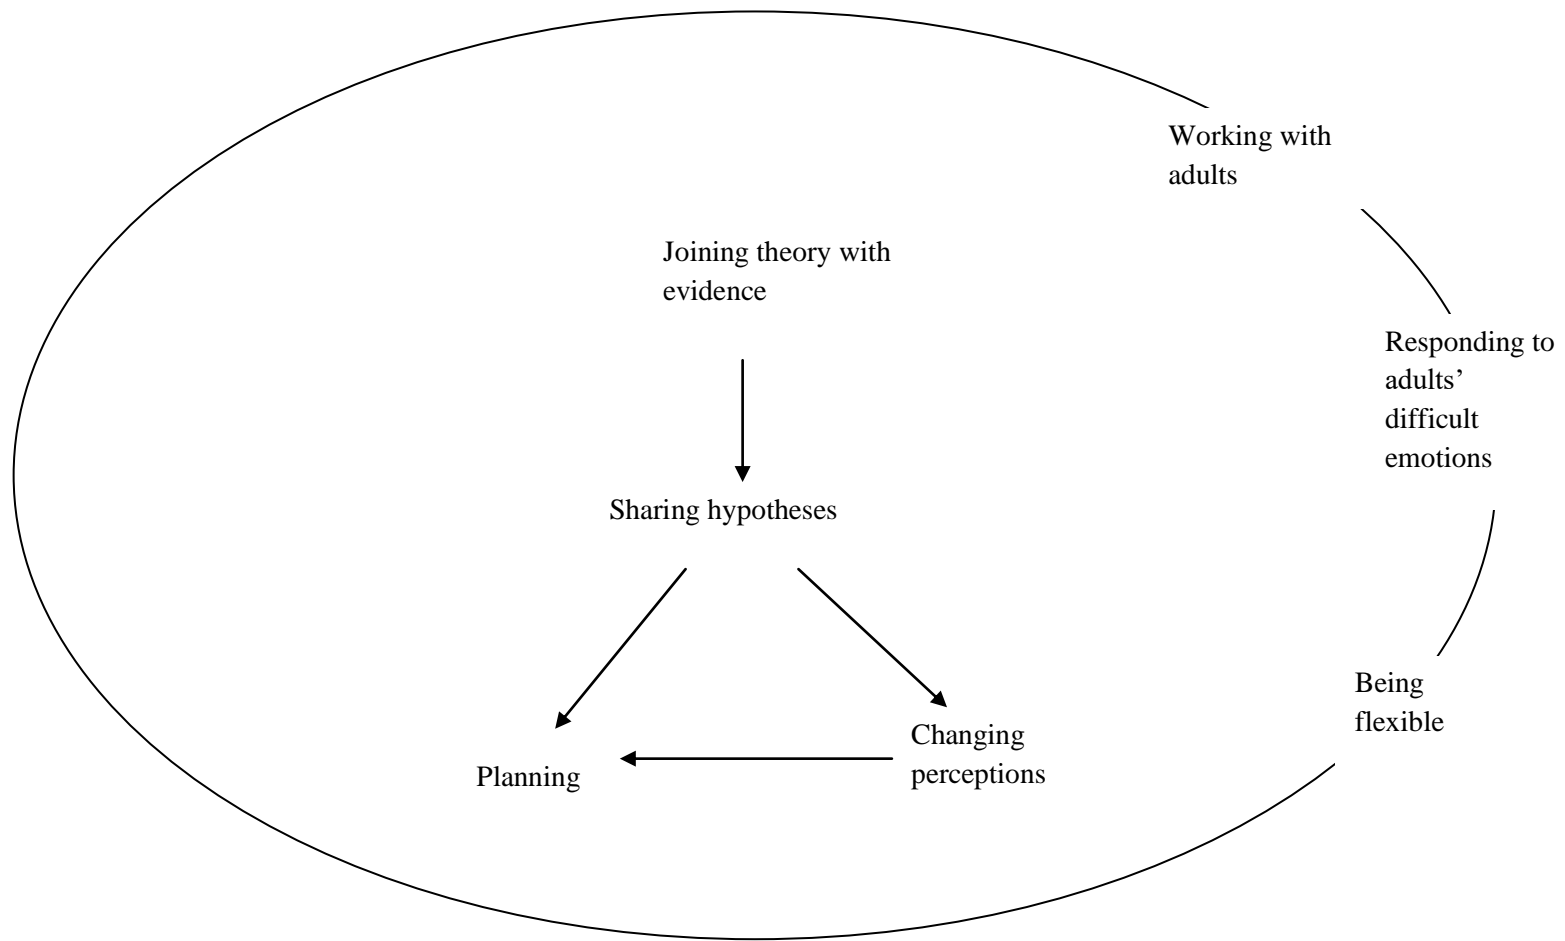 Working with
adults
Joining theory with
evidence
Responding to
adults’
difficult
emotions
Sharing hypotheses
Being
flexible
Changing
perceptions
Planning